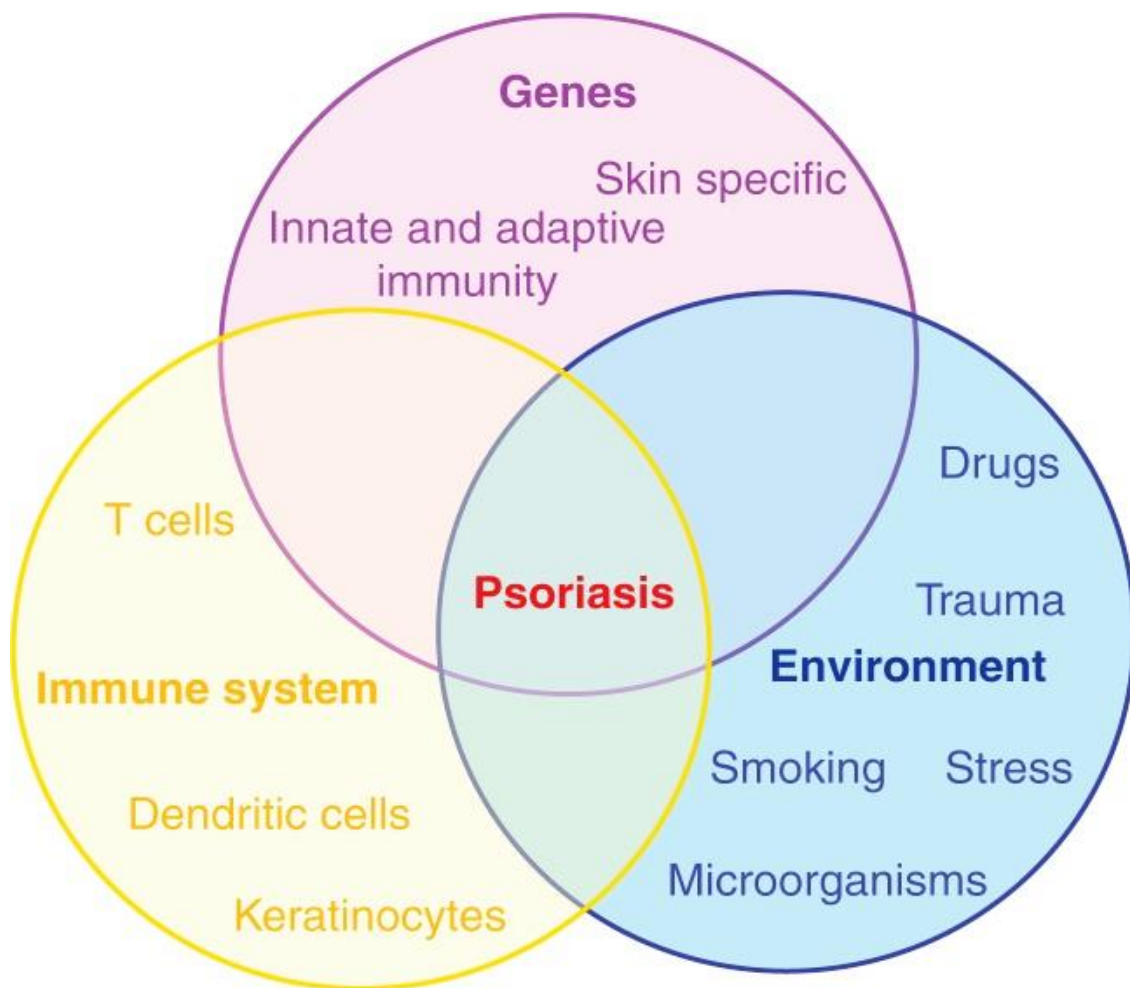 Genes
Skin specific
Innate and adaptive
immunity
Drugs
T cells
Psoriasis
Trauma
Environment
Immune system
Smoking
Stress
Dendritic cells
Microorganisms
Keratinocytes